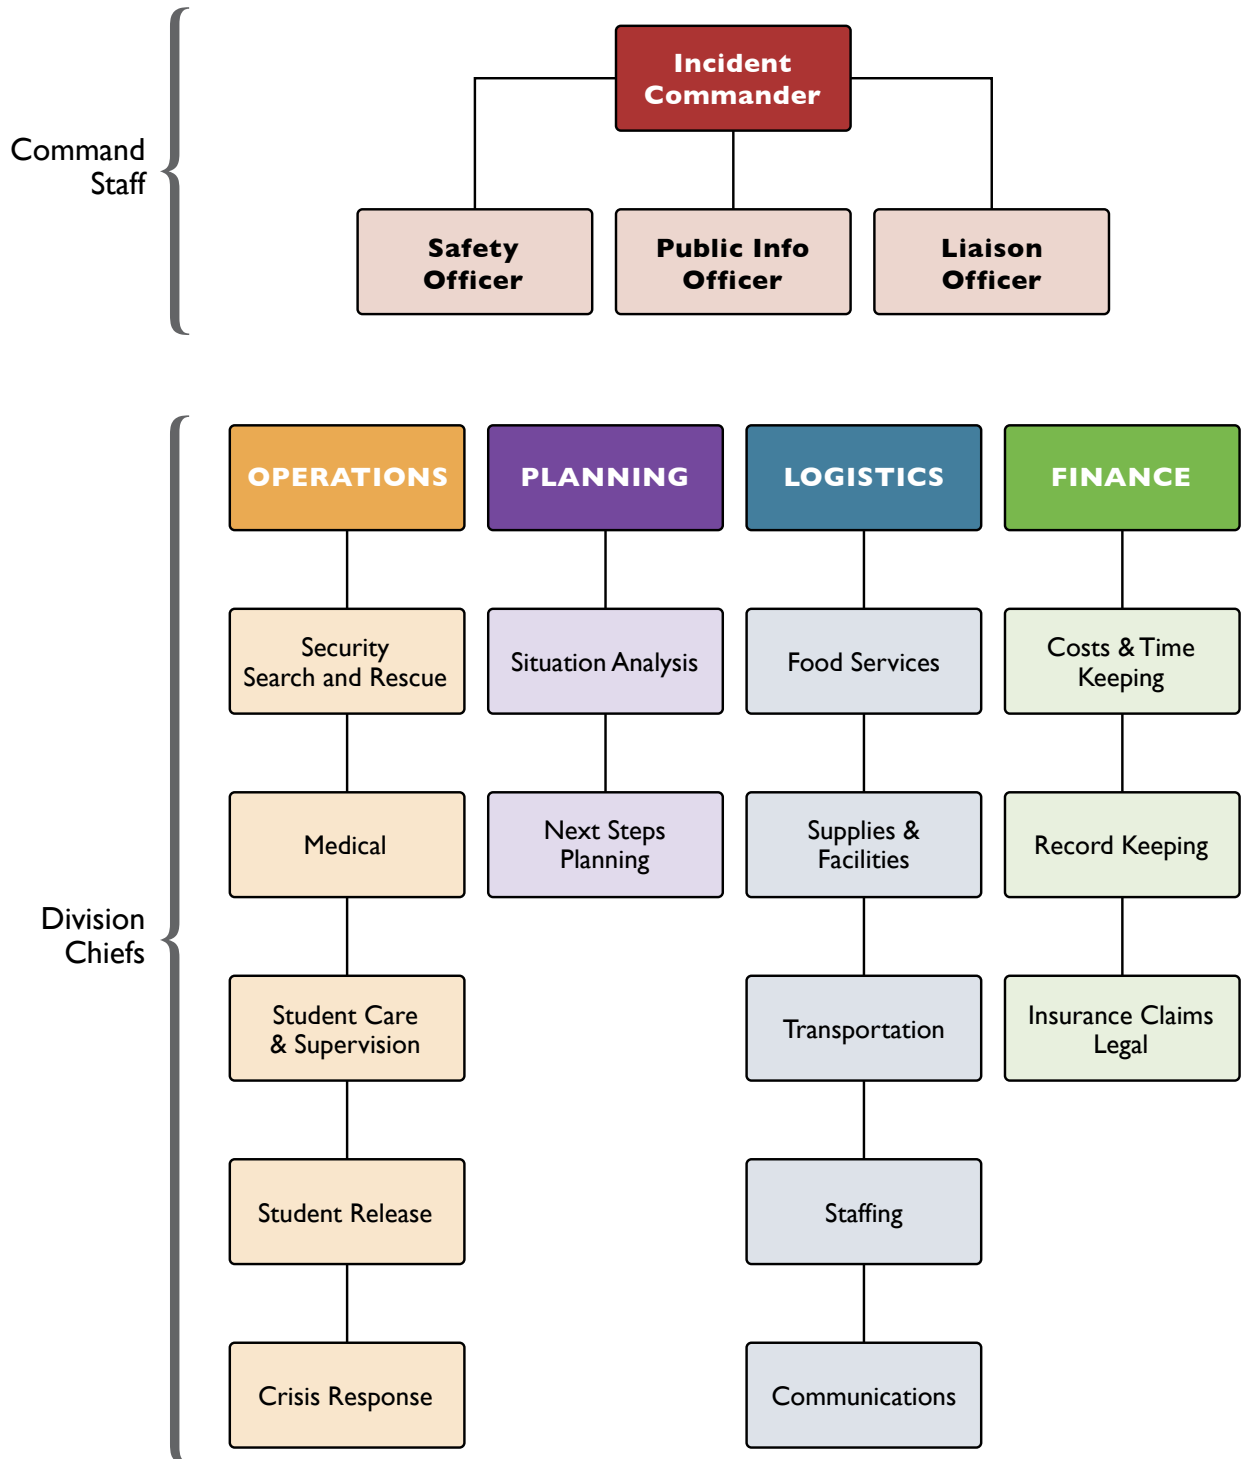 Command
Staff
Incident
Commander
Safety
Officer
Public Info
Officer
Liaison
Officer
Division
Chiefs
OPERATIONS
Security
Search and Rescue
Medical
Student Care
& Supervision
Student Release
Crisis Response
PLANNING
Situation Analysis
Next Steps
Planning
LOGISTICS
Food Services
Supplies &
Facilities
Transportation
Staffing
Communications
FINANCE
Costs & Time
Keeping
Record Keeping
Insurance Claims
Legal